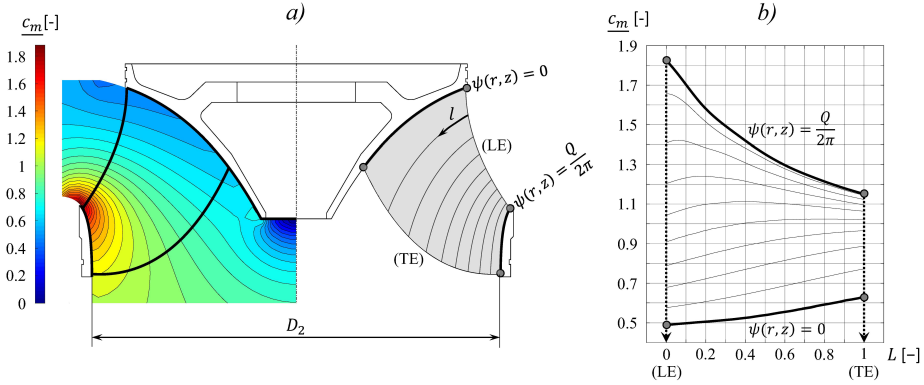 a)
c_m [-]
1.8
1.6
1.4
1.2
1
0.8
0.6
0.4
0.2
0
ψ(r, z) = 0
l
(LE)
ψ(r, z) = Q/2π
(TE)
D₂
b)
c_m [-]
1.9
1.7
1.5
1.3
1.1
0.9
0.7
0.5
ψ(r, z) = Q/2π
ψ(r, z) = 0
0 0.2 0.4 0.6 0.8 1 L [-]
(LE) (TE)